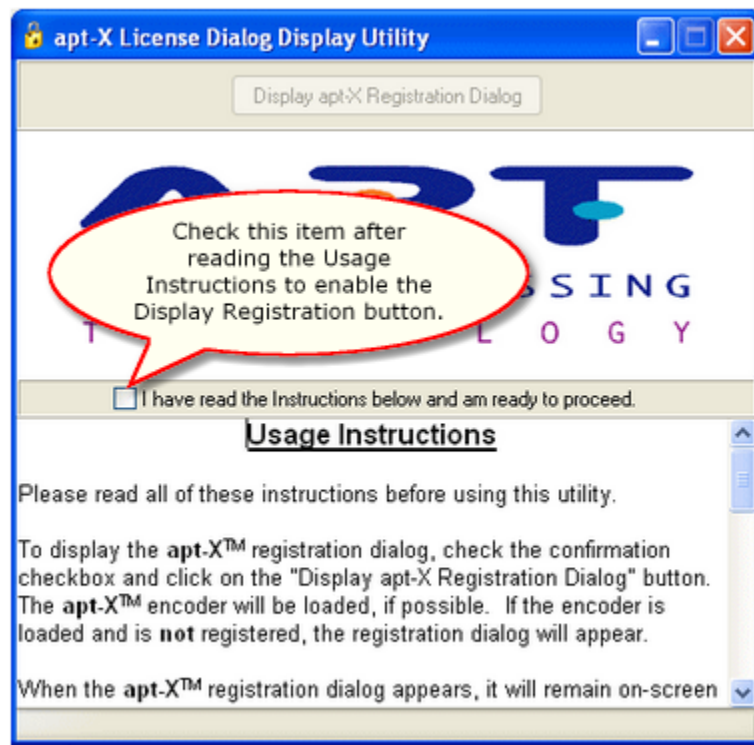 apt-X License Dialog Display Utility
Display apt-X Registration Dialog
APT
Check this item after
reading the Usage
Instructions to enable the
Display Registration button.
I have read the Instructions below and am ready to proceed.
Usage Instructions
Please read all of these instructions before using this utility.
To display the apt-X™ registration dialog, check the confirmation
checkbox and click on the "Display apt-X Registration Dialog" button.
The apt-X™ encoder will be loaded, if possible.  If the encoder is
loaded and is not registered, the registration dialog will appear.
When the apt-X™ registration dialog appears, it will remain on-screen